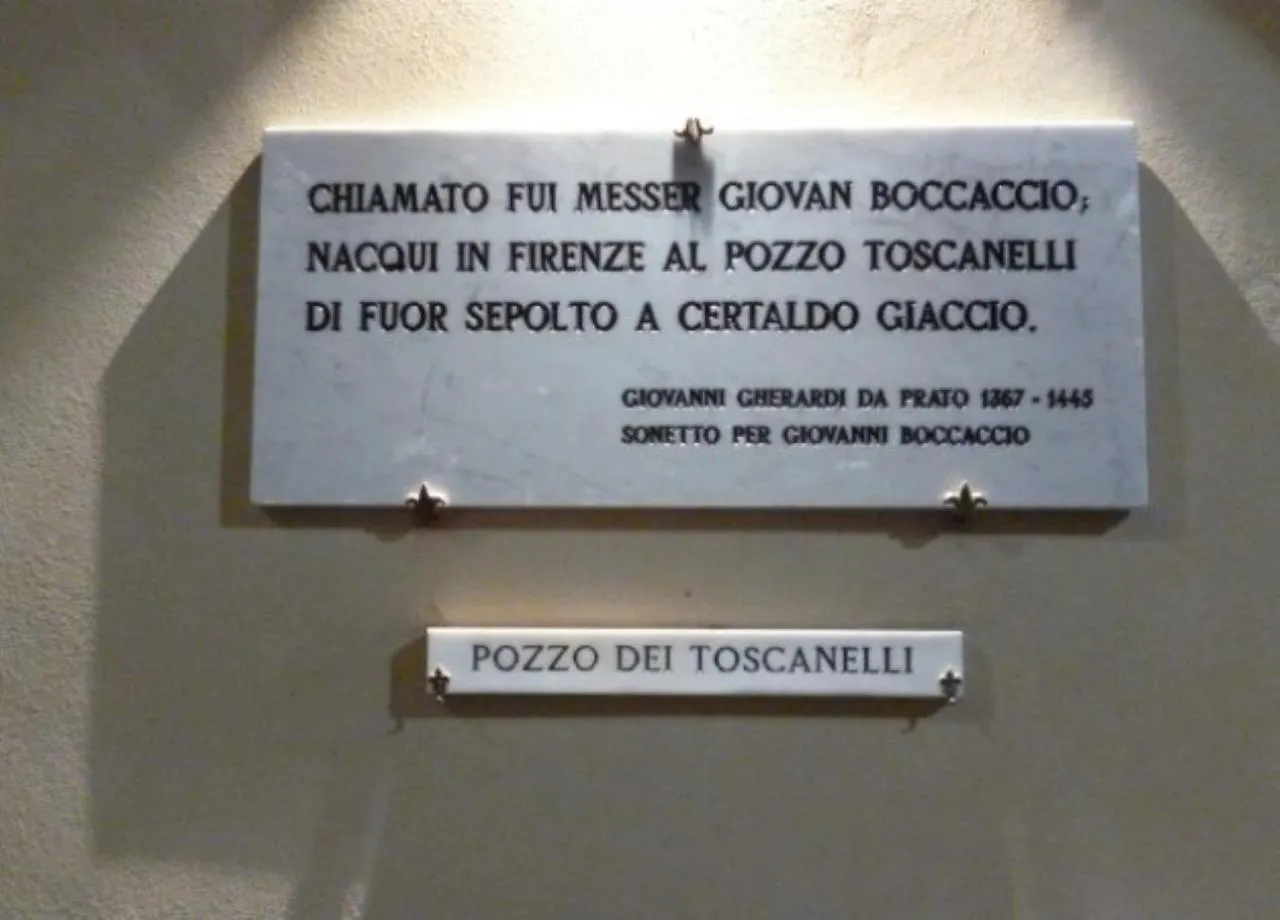 CHIAMATO FUI MESSER GIOVAN BOCCACCIO;
NACQUI IN FIRENZE AL POZZO TOSCANELLI
DI FUOR SEPOLTO A CERTALDO GIACCIO.
GIOVANNI GHERARDI DA PRATO 1367 - 1445
SONETTO PER GIOVANNI BOCCACCIO
POZZO DEI TOSCANELLI